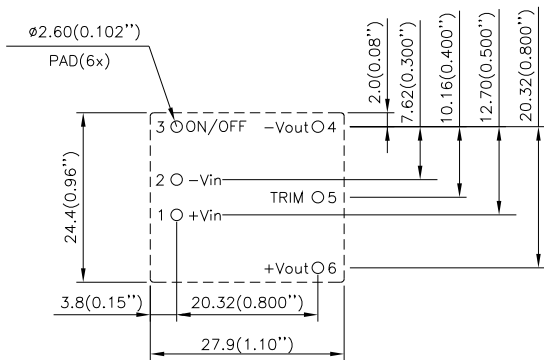 ø2.60(0.102'')
PAD(6x)
2.0(0.08'')
7.62(0.300'')
10.16(0.400'')
12.70(0.500'')
20.32(0.800'')
3 ON/OFF -Vout 4
2 -Vin
TRIM 5
1 +Vin
+Vout 6
24.4(0.96'')
3.8(0.15'') 20.32(0.800'')
27.9(1.10'')